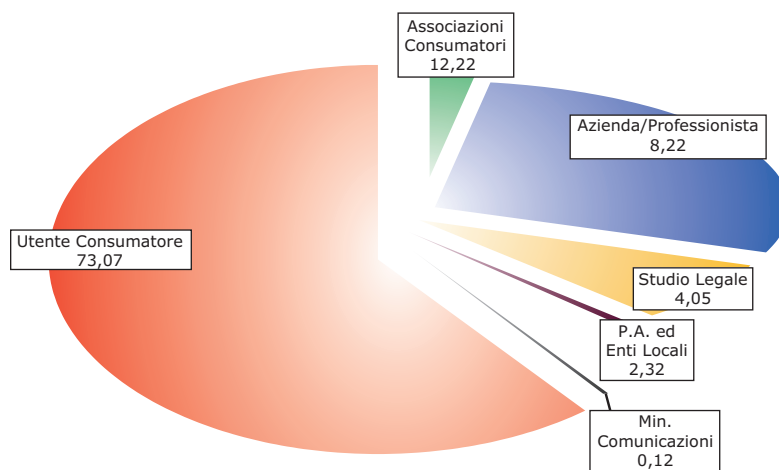 Associazioni
Consumatori
12,22
Azienda/Professionista
8,22
Utente Consumatore
73,07
Studio Legale
4,05
P.A. ed
Enti Locali
2,32
Min.
Comunicazioni
0,12